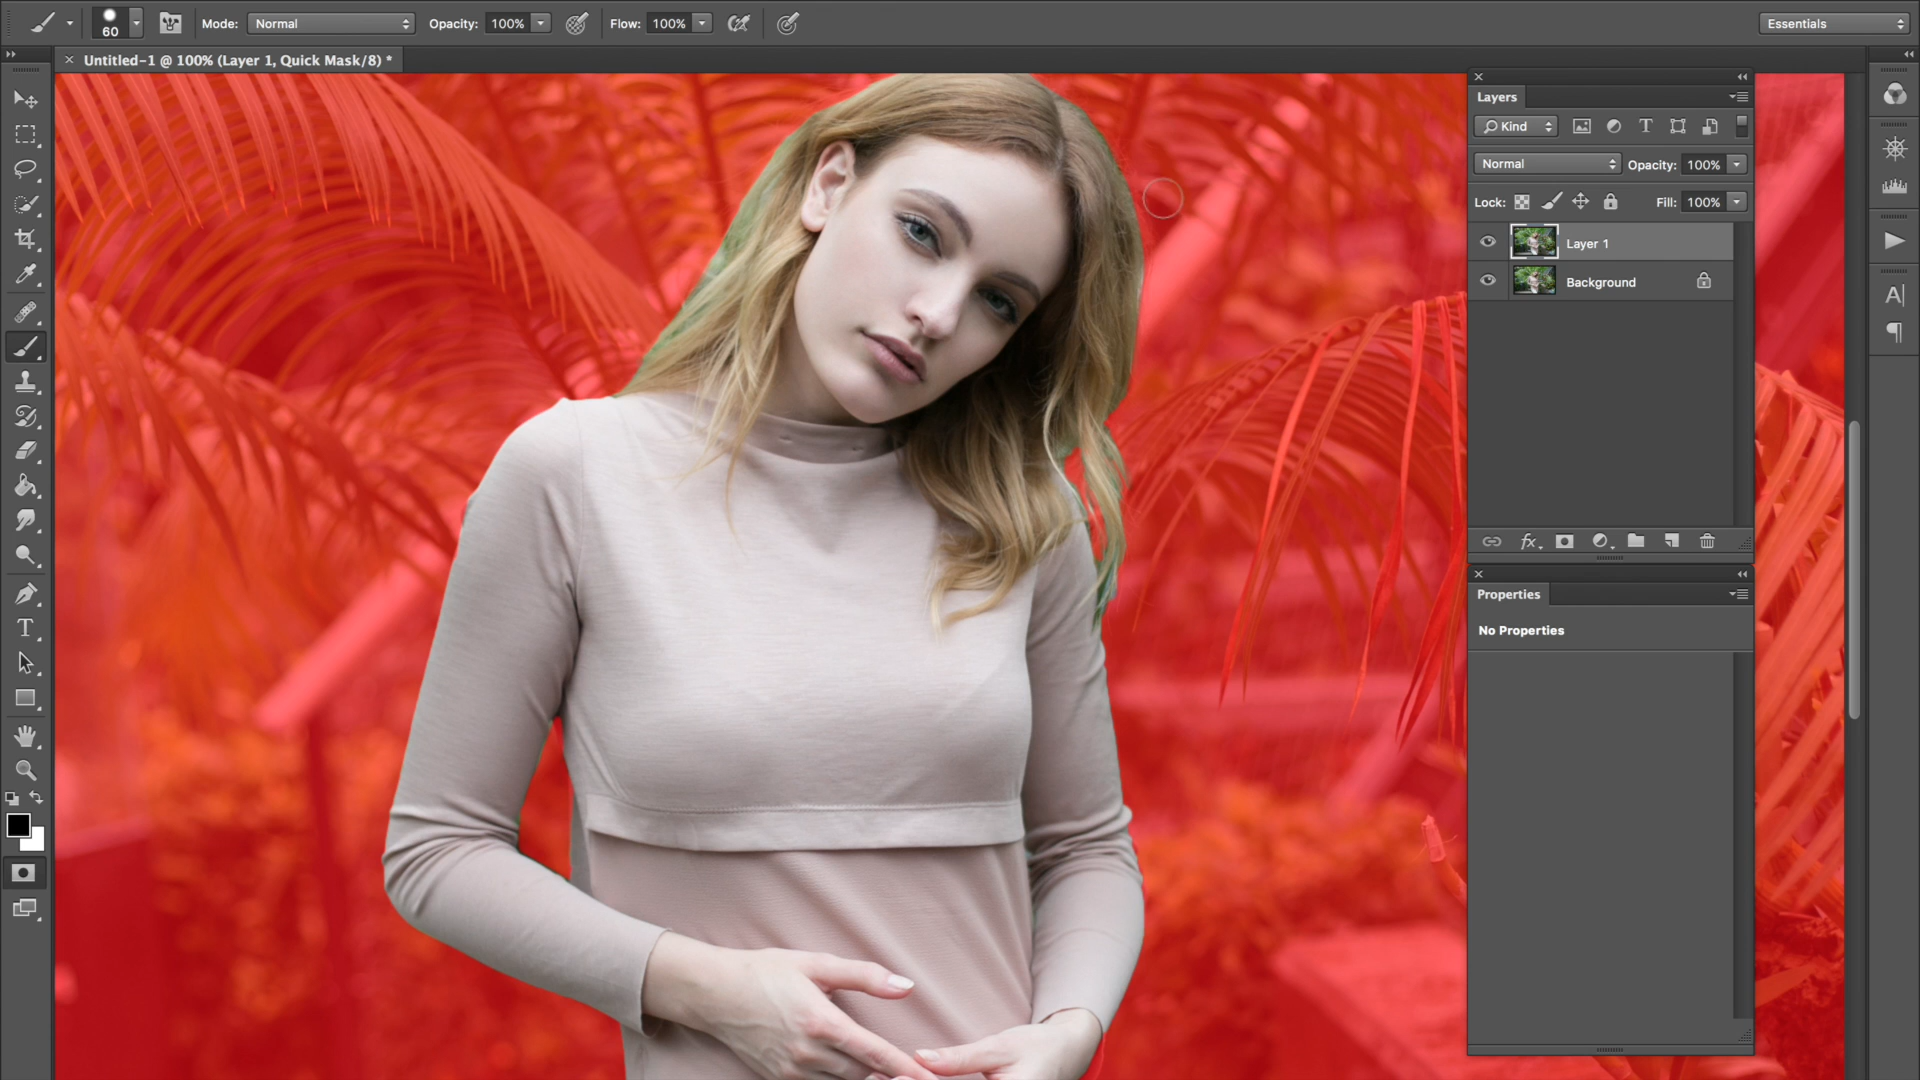 60
Mode: Normal Opacity: 100% Flow: 100% Essentials
Untitled-1 @ 100% (Layer 1, Quick Mask/8) *
Layers
Kind
Normal Opacity: 100%
Lock: Fill: 100%
Layer 1
Background
fx
Properties
No Properties